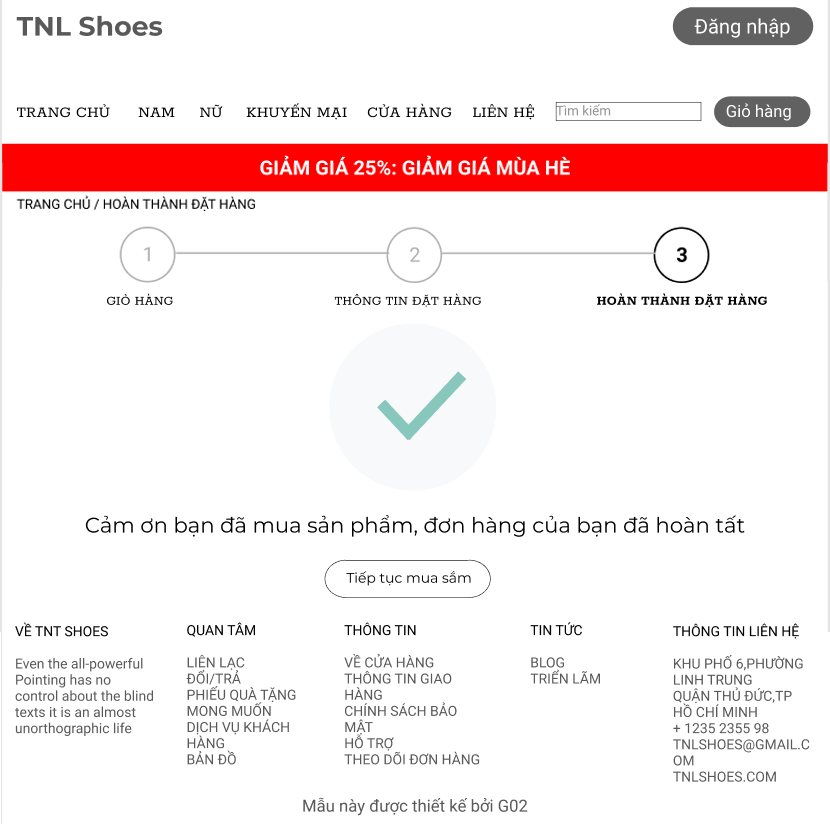 TNL Shoes
Đăng nhập
TRANG CHỦ NAM NỮ KHUYẾN MẠI CỬA HÀNG LIÊN HỆ Tìm kiếm Giỏ hàng
GIẢM GIÁ 25%: GIẢM GIÁ MÙA HÈ
TRANG CHỦ / HOÀN THÀNH ĐẶT HÀNG
1 2 3
GIỎ HÀNG THÔNG TIN ĐẶT HÀNG HOÀN THÀNH ĐẶT HÀNG
Cảm ơn bạn đã mua sản phẩm, đơn hàng của bạn đã hoàn tất
Tiếp tục mua sắm
VỀ TNT SHOES
Even the all-powerful
Pointing has no
control about the blind
texts it is an almost
unorthographic life
QUAN TÂM
LIÊN LẠC
ĐỔI/TRẢ
PHIẾU QUÀ TẶNG
MONG MUỐN
DỊCH VỤ KHÁCH
HÀNG
BẢN ĐỒ
THÔNG TIN
VỀ CỬA HÀNG
THÔNG TIN GIAO
HÀNG
CHÍNH SÁCH BẢO
MẬT
HỖ TRỢ
THEO DÕI ĐƠN HÀNG
TIN TỨC
BLOG
TRIỂN LÃM
THÔNG TIN LIÊN HỆ
KHU PHỐ 6,PHƯỜNG
LINH TRUNG
QUẬN THỦ ĐỨC,TP
HỒ CHÍ MINH
+ 1235 2355 98
TNLSHOES@GMAIL.C
OM
TNLSHOES.COM
Mẫu này được thiết kế bởi G02